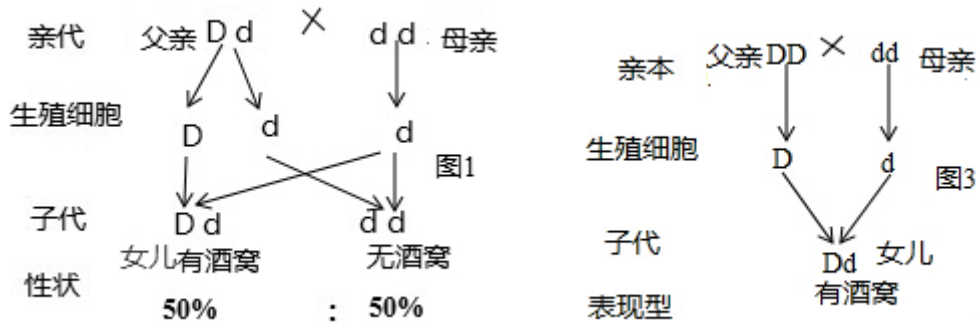 亲代 父亲 D d × d d 母亲
生殖细胞 D d d 图1
子代 D d d d
女儿有酒窝 无酒窝
性状
50% : 50%
亲本 父亲 DD × dd 母亲
生殖细胞 D d 图3
子代 Dd 女儿
有酒窝
表现型